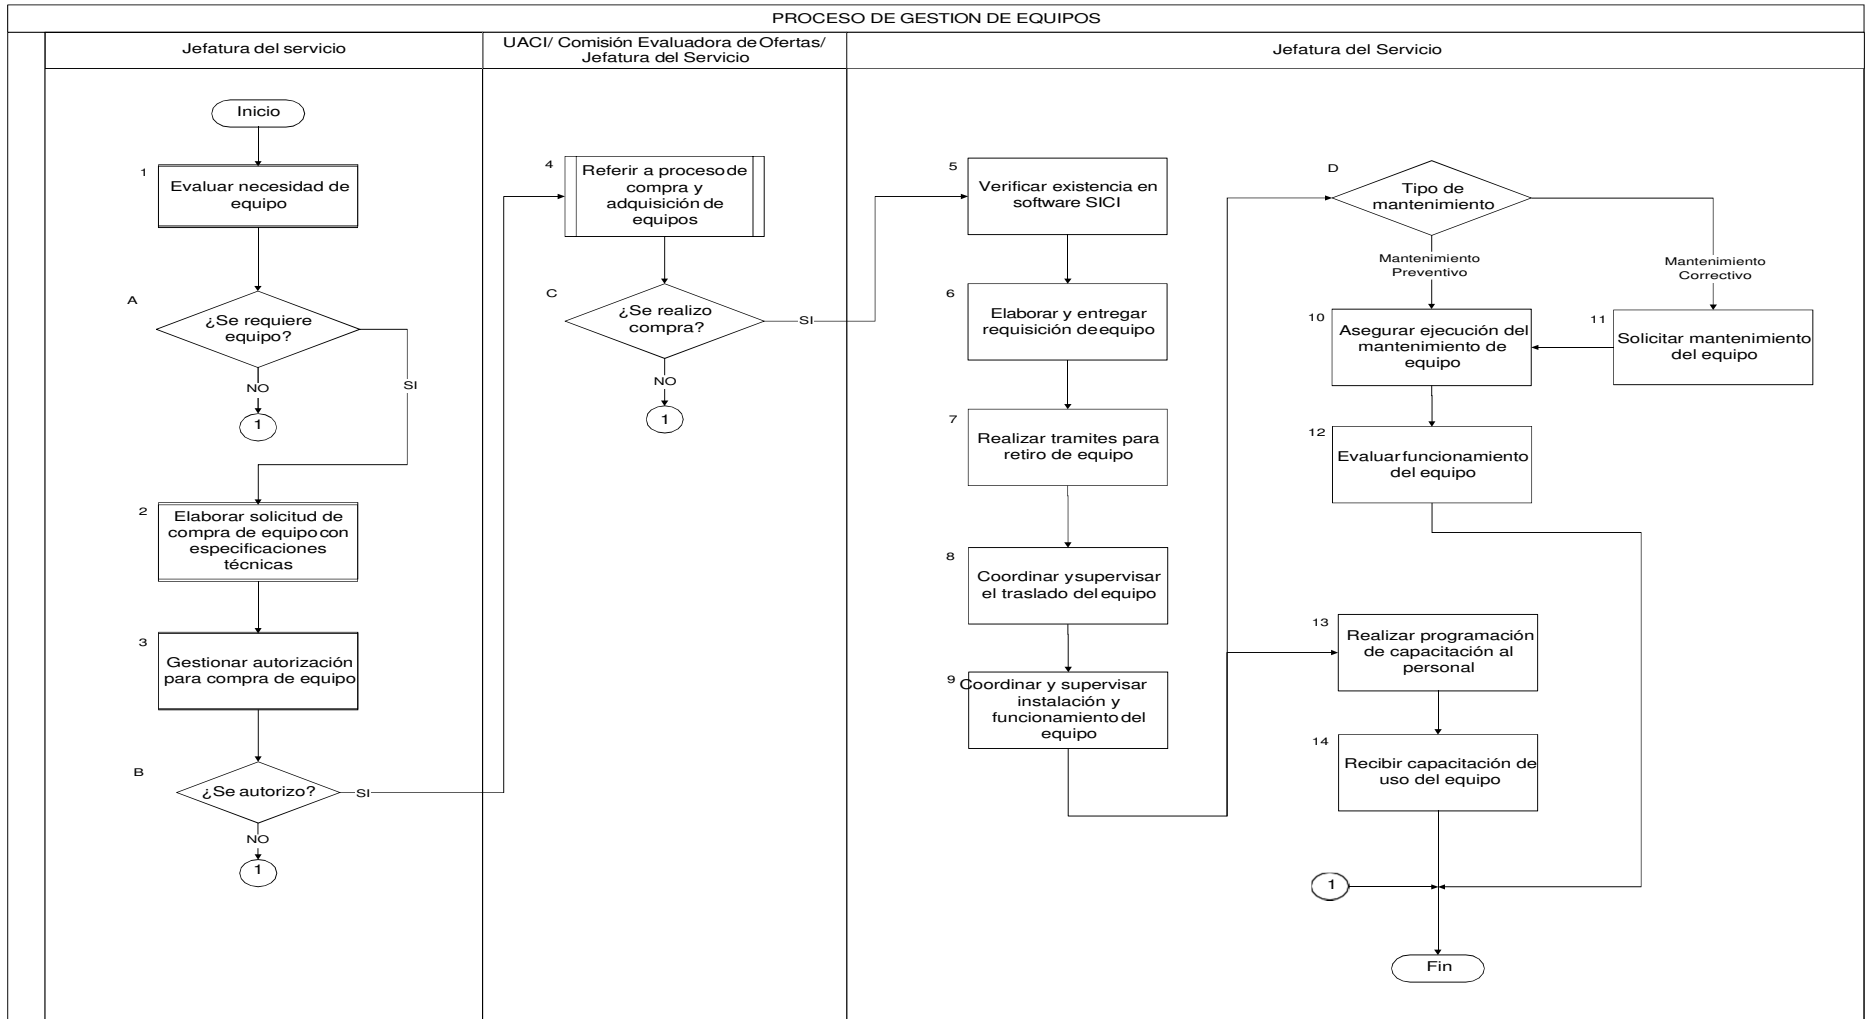 PROCESO DE GESTION DE EQUIPOS
Jefatura del servicio
UACI/ Comisión Evaluadora de Ofertas/
Jefatura del Servicio
Jefatura del Servicio
Inicio
1
Evaluar necesidad de
equipo
A
¿Se requiere
equipo?
NO
SI
1
2
Elaborar solicitud de
compra de equipo con
especificaciones
técnicas
3
Gestionar autorización
para compra de equipo
B
¿Se autorizo?
SI
NO
1
4
Referir a proceso de
compra y
adquisición de
equipos
C
¿Se realizo
compra?
SI
NO
1
5
Verificar existencia en
software SICI
6
Elaborar y entregar
requisición de equipo
7
Realizar tramites para
retiro de equipo
8
Coordinar y supervisar
el traslado del equipo
9
Coordinar y supervisar
instalación y
funcionamiento del
equipo
D
Tipo de
mantenimiento
Mantenimiento
Preventivo
Mantenimiento
Correctivo
10
Asegurar ejecución del
mantenimiento de
equipo
11
Solicitar mantenimiento
del equipo
12
Evaluar funcionamiento
del equipo
13
Realizar programación
de capacitación al
personal
14
Recibir capacitación de
uso del equipo
1
Fin